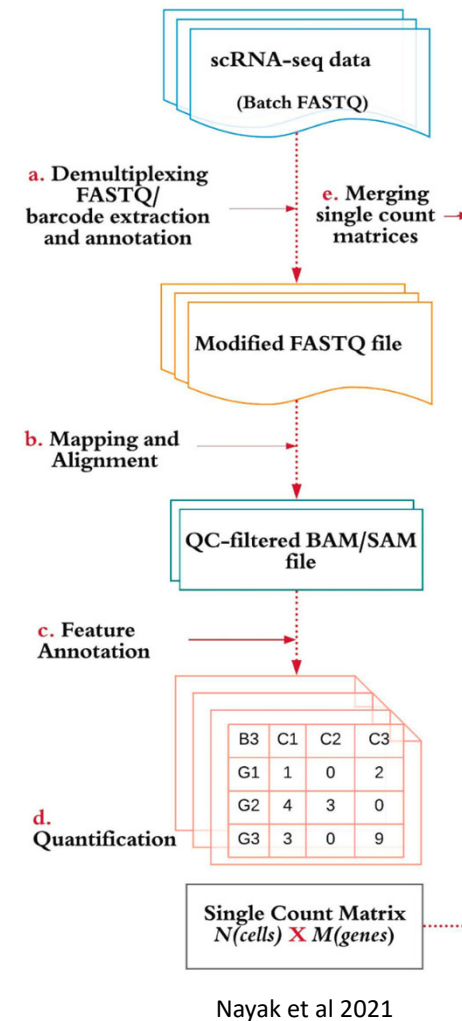 scRNA-seq data
(Batch FASTQ)
a. Demultiplexing
FASTQ/
barcode extraction
and annotation
e. Merging
single count
matrices
Modified FASTQ file
b. Mapping and
Alignment
QC-filtered BAM/SAM
file
c. Feature
Annotation
B3 C1 C2 C3
G1 1 0 2
G2 4 3 0
G3 3 0 9
d.
Quantification
Single Count Matrix
N(cells) X M(genes)
Nayak et al 2021